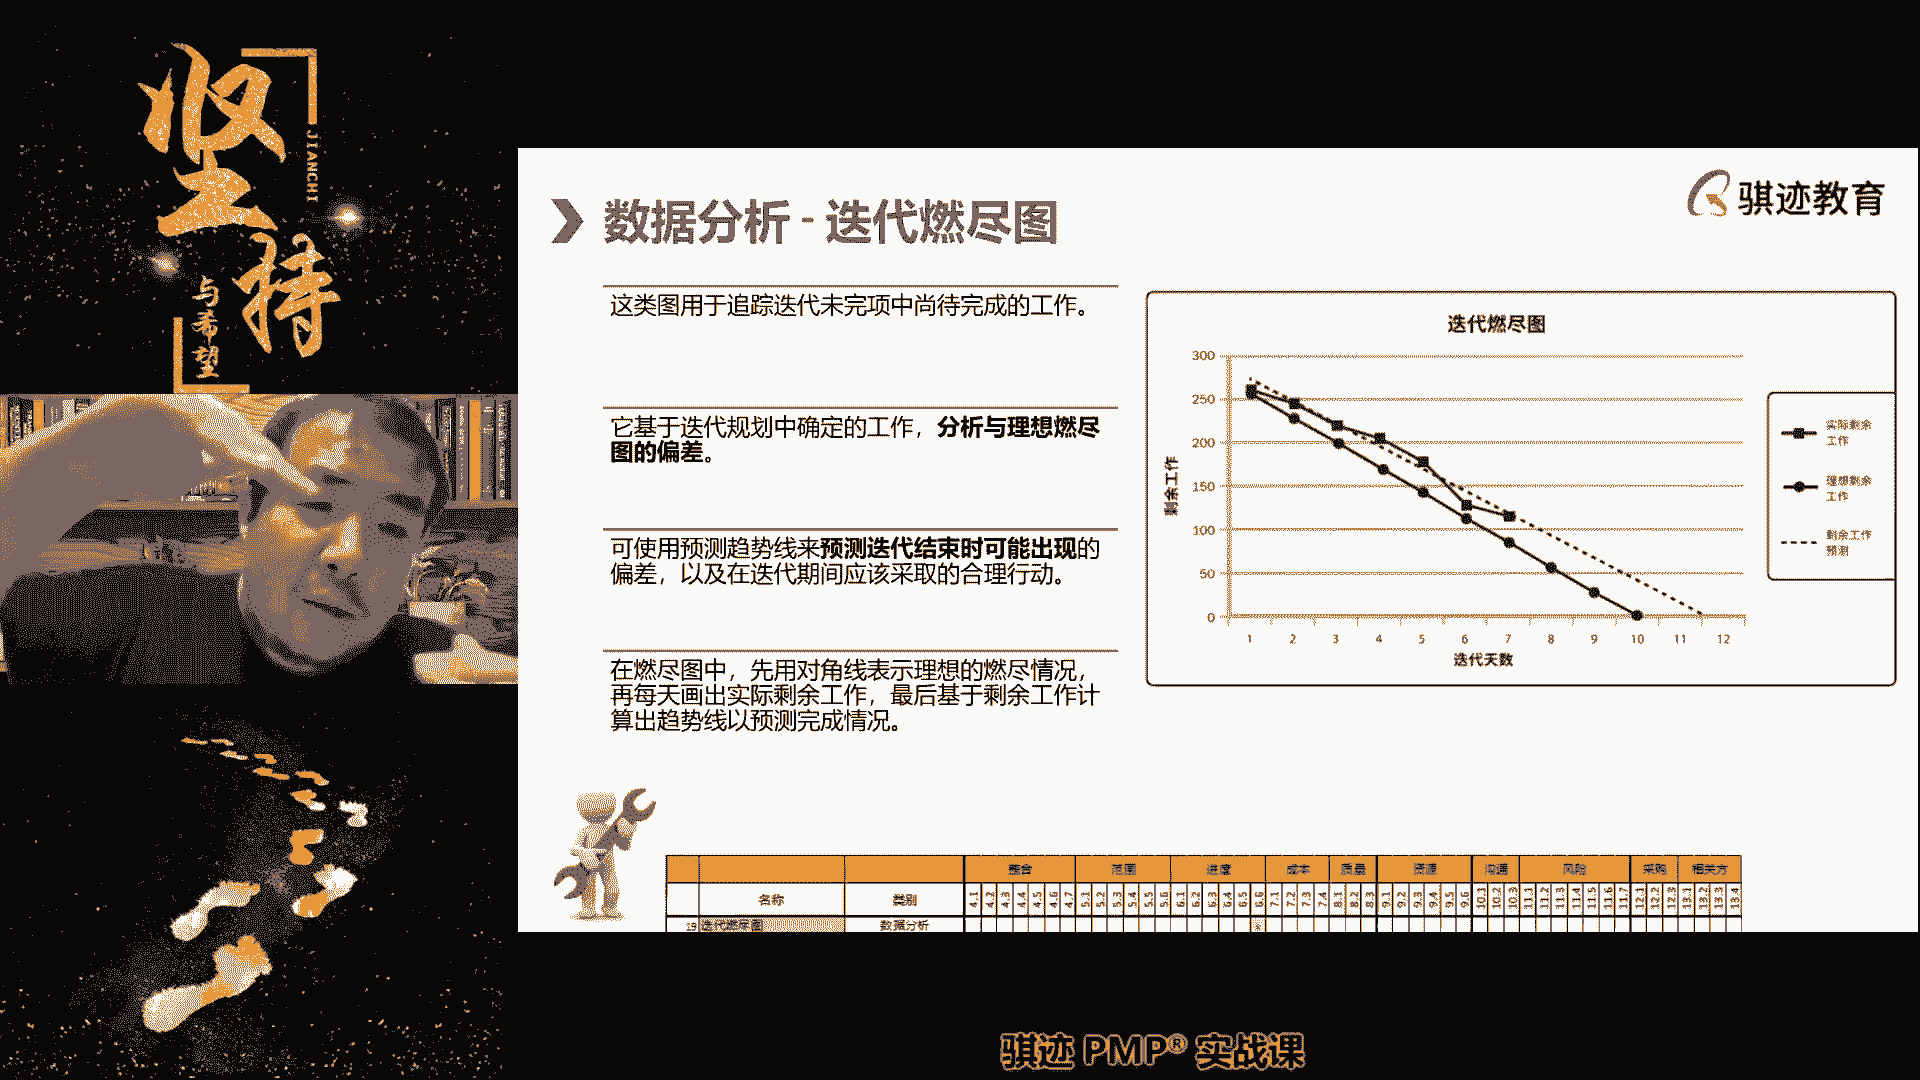 坚持
JIANCHI
与希望
骐迹教育
数据分析 - 迭代燃尽图
这类图用于追踪迭代未完项中尚待完成的工作。
它基于迭代规划中确定的工作，分析与理想燃尽
图的偏差。
可使用预测趋势线来预测迭代结束时可能出现的
偏差，以及在迭代期间应该采取的合理行动。
在燃尽图中，先用对角线表示理想的燃尽情况，
再每天画出实际剩余工作，最后基于剩余工作计
算出趋势线以预测完成情况。
迭代燃尽图
300
250
200
150
100
50
0
剩余工作
1 2 3 4 5 6 7 8 9 10 11 12
迭代天数
实际剩余
工作
理想剩余
工作
剩余工作
预测
整合 范围 进度 成本 质量 资源 沟通 风险 采购 相关方
名称 类别 4.1 4.2 4.3 4.4 4.5 4.6 4.7 5.1 5.2 5.3 5.4 5.5 5.6 6.1 6.2 6.3 6.4 6.5 6.6 7.1 7.2 7.3 7.4 8.1 8.2 8.3 9.1 9.2 9.3 9.4 9.5 9.6 10.1 10.2 10.3 11.1 11.2 11.3 11.4 11.5 11.6 11.7 12.1 12.2 12.3 13.1 13.2 13.3 13.4
13 迭代燃尽图 数据分析
骐迹 PMP® 实战课